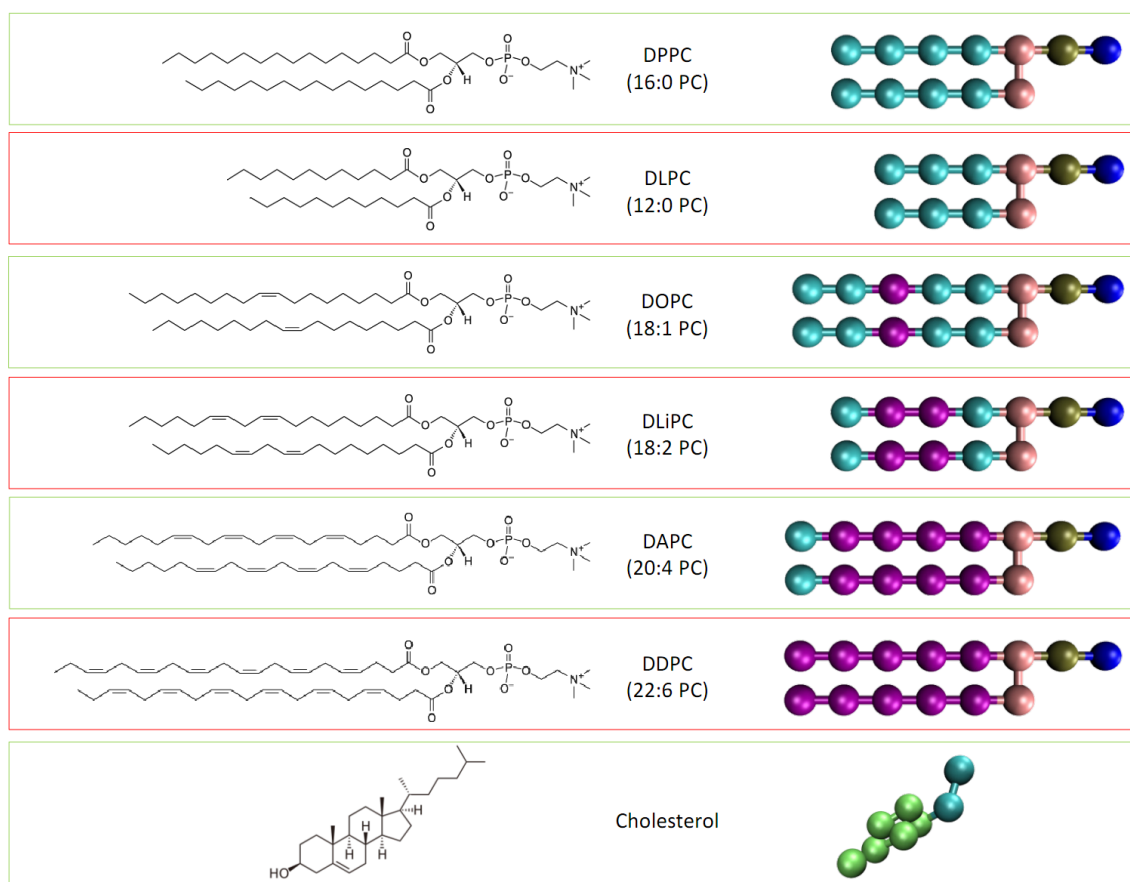 DPPC
(16:0 PC)
O
O
O
P
O
O
O
O⁻
N⁺
H
O
DLPC
(12:0 PC)
O
O
O
P
O
O
O
O⁻
N⁺
H
O
DOPC
(18:1 PC)
O
O
O
P
O
O
O
O⁻
N⁺
H
O
DLiPC
(18:2 PC)
O
O
O
P
O
O
O
O⁻
N⁺
H
O
DAPC
(20:4 PC)
O
O
O
P
O
O
O
O⁻
N⁺
H
O
DDPC
(22:6 PC)
O
O
O
P
O
O
O
O⁻
N⁺
H
O
Cholesterol
H
H
H
H
HO